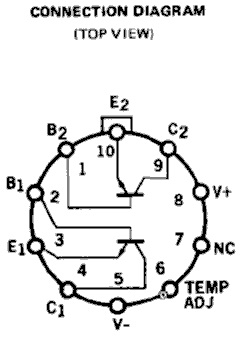 CONNECTION DIAGRAM
(TOP VIEW)
E2
B2
C2
10
9
1
B1
2
8
V+
3
7
NC
E1
4
5
6
TEMP
ADJ
C1
V-